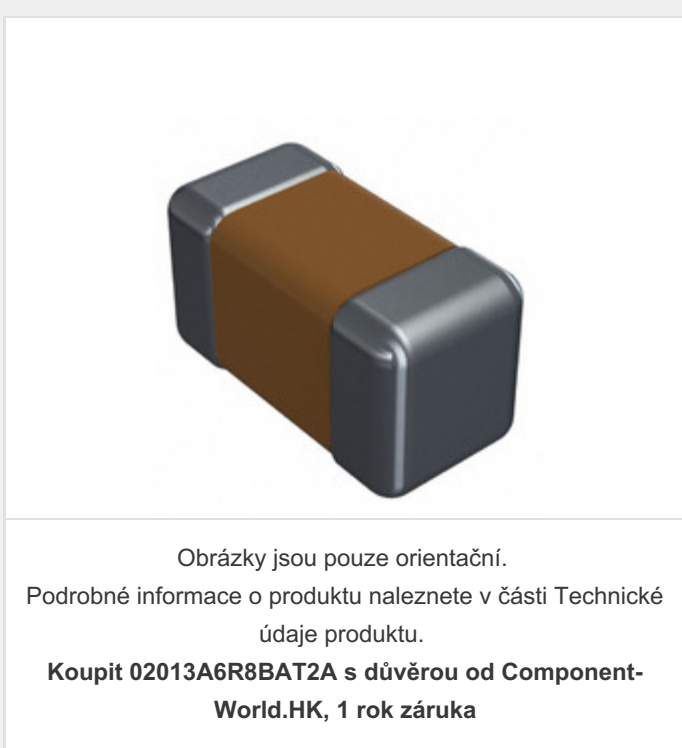 Obrázky jsou pouze orientační.
Podrobné informace o produktu naleznete v části Technické
údaje produktu.
Koupit 02013A6R8BAT2A s důvěrou od Component-
World.HK, 1 rok záruka